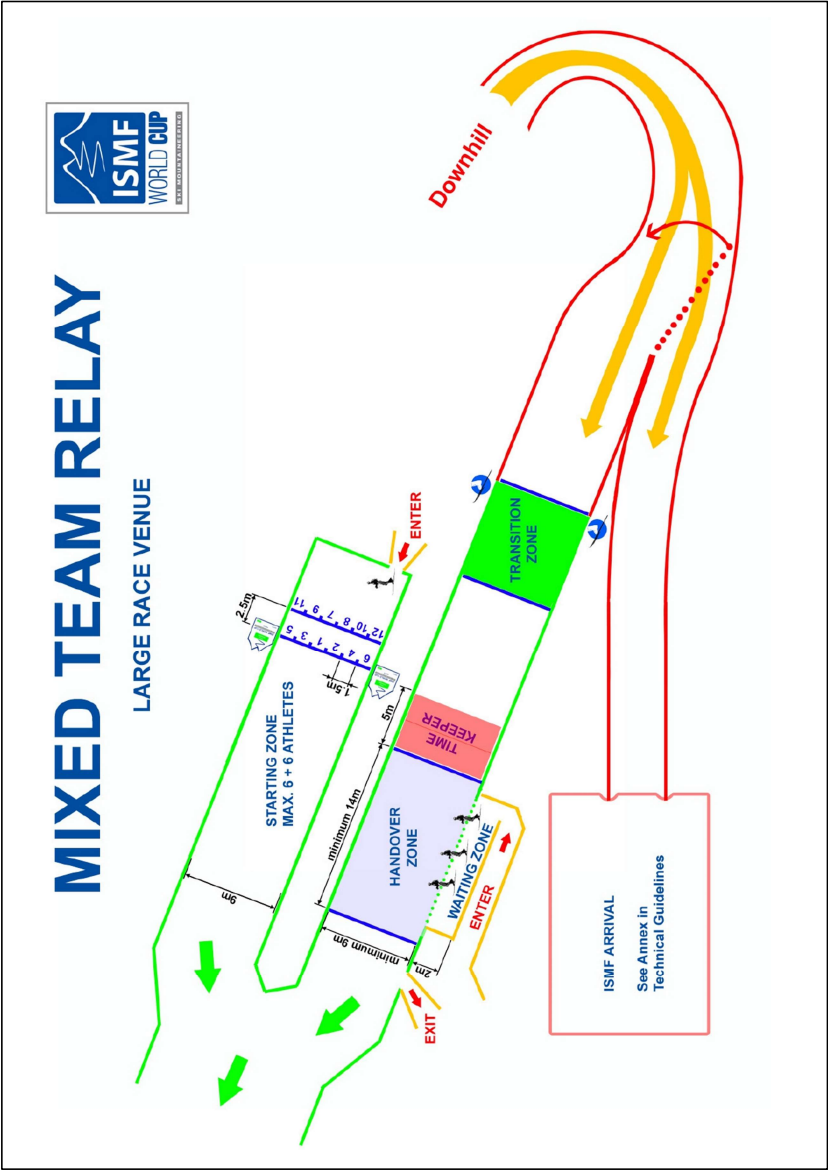 MIXED TEAM RELAY
LARGE RACE VENUE
ISMF
WORLD CUP
SKI MOUNTAINEERING
Downhill
STARTING ZONE
MAX. 6 + 6 ATHLETES
9m
1.5m
2.5m
5 3 1 2 4 6
11 9 7 8 10 12
ENTER
minimum 14m
5m
HANDOVER
ZONE
TIME
KEEPER
TRANSITION
ZONE
minimum 9m
2m
WAITING ZONE
ENTER
EXIT
ISMF ARRIVAL
See Annex in
Technical Guidelines